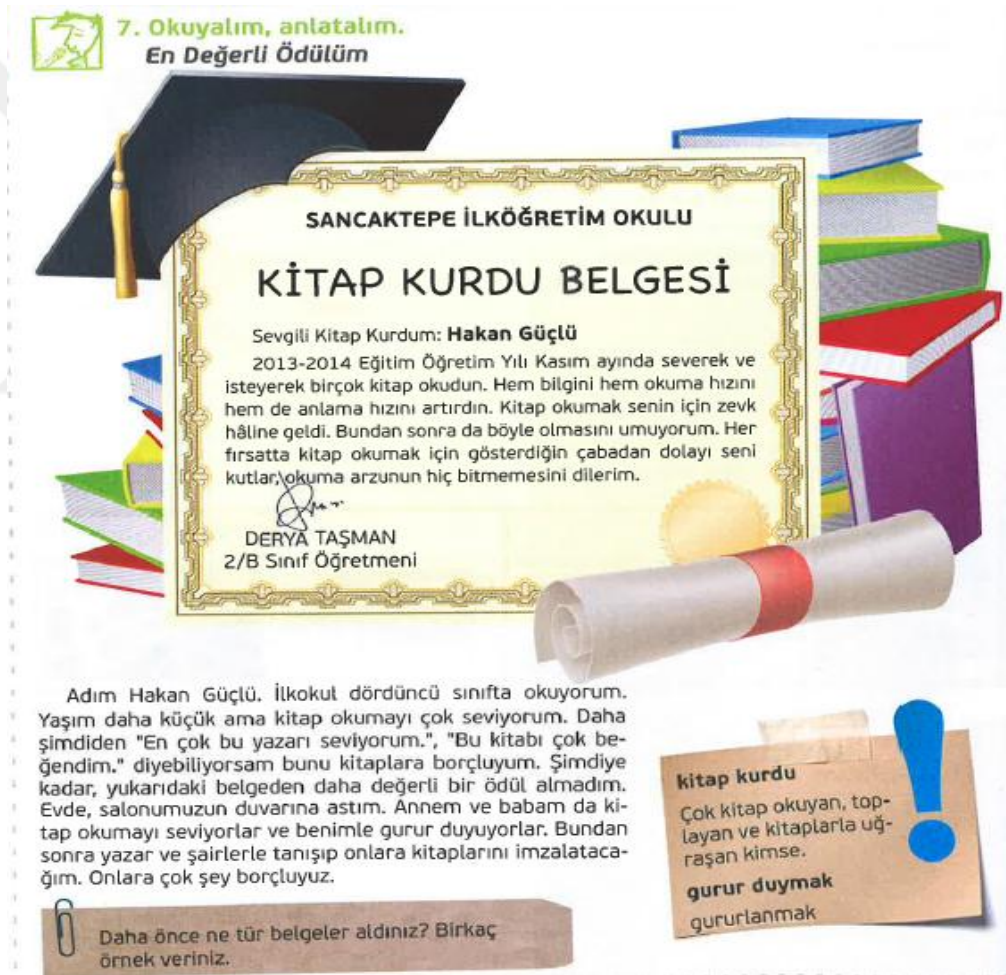 7. Okuyalım, anlatalım.
En Değerli Ödülüm
SANCAKTEPE İLKÖĞRETİM OKULU
KİTAP KURDU BELGESİ
Sevgili Kitap Kurdum: Hakan Güçlü
2013-2014 Eğitim Öğretim Yılı Kasım ayında severek ve
isteyerek birçok kitap okudun. Hem bilgini hem okuma hızını
hem de anlama hızını artırdın. Kitap okumak senin için zevk
hâline geldi. Bundan sonra da böyle olmasını umuyorum. Her
fırsatta kitap okumak için gösterdiğin çabadan dolayı seni
kutlar, okuma arzunun hiç bitmemesini dilerim.
DERYA TAŞMAN
2/B Sınıf Öğretmeni
Adım Hakan Güçlü. İlkokul dördüncü sınıfta okuyorum.
Yaşım daha küçük ama kitap okumayı çok seviyorum. Daha
şimdiden "En çok bu yazarı seviyorum.", "Bu kitabı çok be-
ğendim." diyebiliyorsam bunu kitaplara borçluyum. Şimdiye
kadar, yukarıdaki belgeden daha değerli bir ödül almadım.
Evde, salonumuzun duvarına astım. Annem ve babam da ki-
tap okumayı seviyorlar ve benimle gurur duyuyorlar. Bundan
sonra yazar ve şairlerle tanışıp onlara kitaplarını imzalataca-
ğım. Onlara çok şey borçluyuz.
kitap kurdu
Çok kitap okuyan, top-
layan ve kitaplarla uğ-
raşan kimse.
gurur duymak
gururlanmak
Daha önce ne tür belgeler aldınız? Birkaç
örnek veriniz.